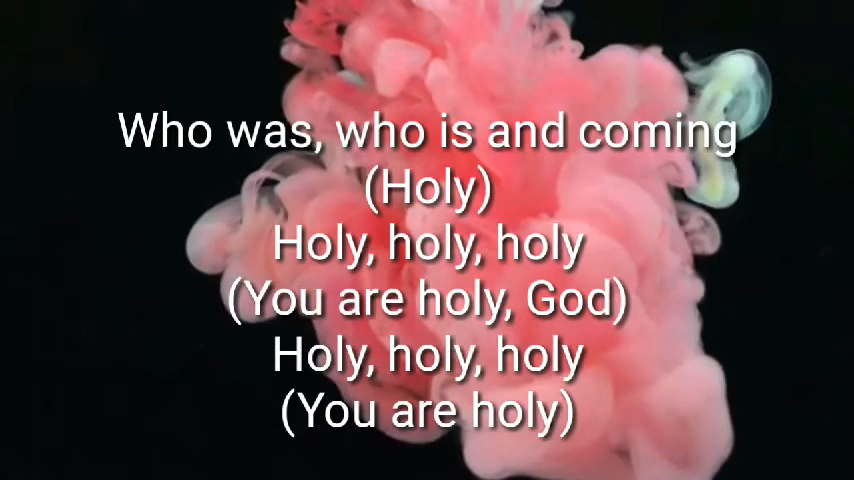 Who was, who is and coming
(Holy)
Holy, holy, holy
(You are holy, God)
Holy, holy, holy
(You are holy)